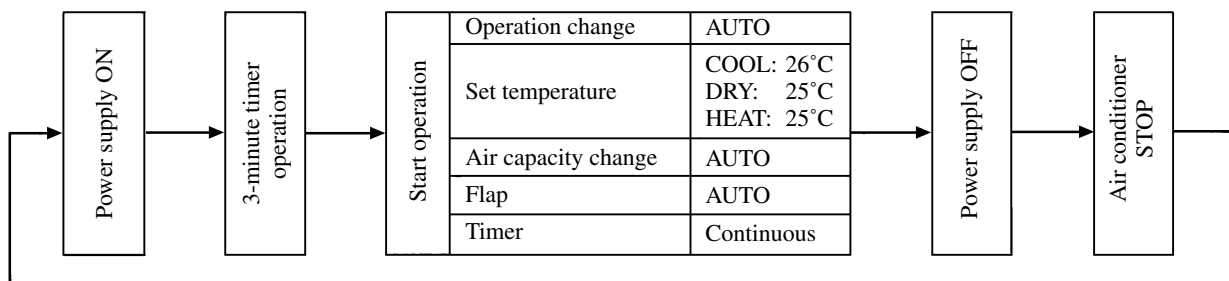 Power supply ON
3-minute timer
operation
Start operation
Operation change AUTO
Set temperature
COOL: 26˚C
DRY: 25˚C
HEAT: 25˚C
Air capacity change AUTO
Flap AUTO
Timer Continuous
Power supply OFF
Air conditioner
STOP